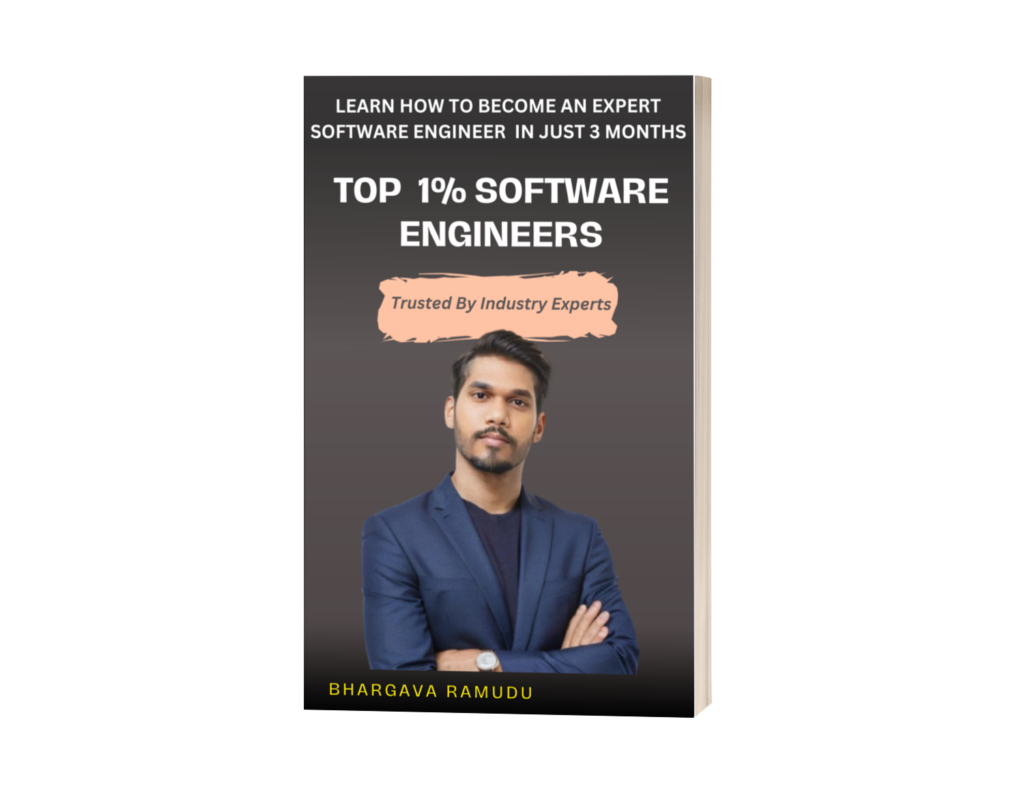 LEARN HOW TO BECOME AN EXPERT
SOFTWARE ENGINEER IN JUST 3 MONTHS
TOP 1% SOFTWARE
ENGINEERS
Trusted By Industry Experts
BHARGAVA RAMUDU